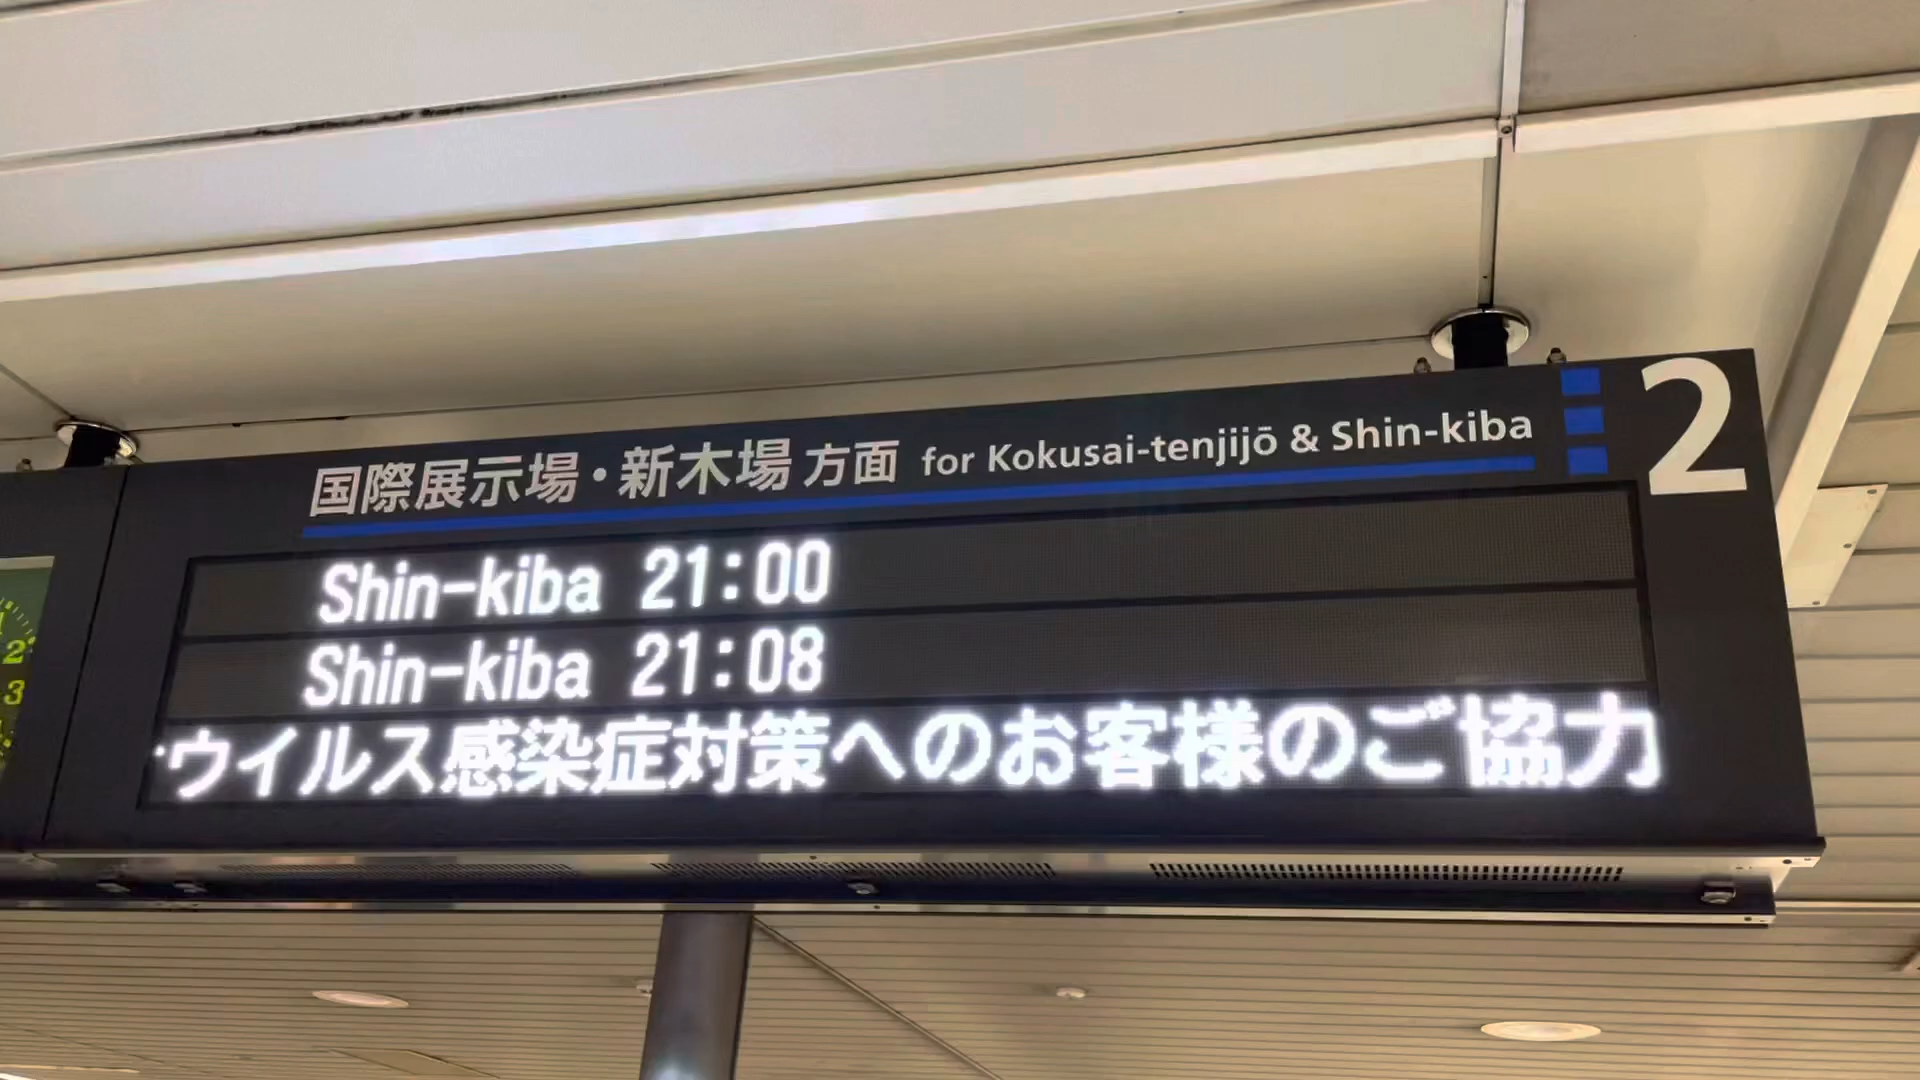 国際展示場・新木場方面 for Kokusai-tenjijō & Shin-kiba 2
Shin-kiba 21:00
Shin-kiba 21:08
ウイルス感染症対策へのお客様のご協力
2
3